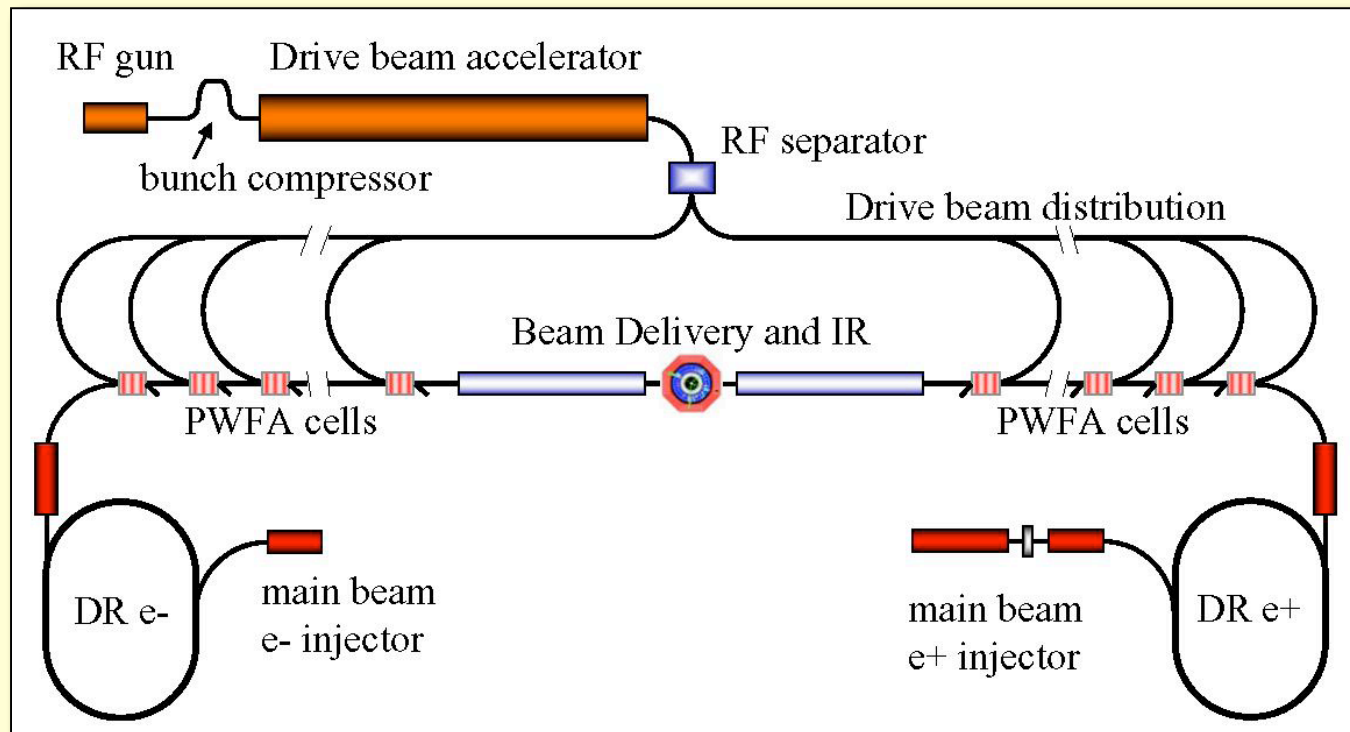 RF gun
Drive beam accelerator
bunch compressor
RF separator
Drive beam distribution
Beam Delivery and IR
PWFA cells
PWFA cells
DR e-
main beam
e- injector
main beam
e+ injector
DR e+